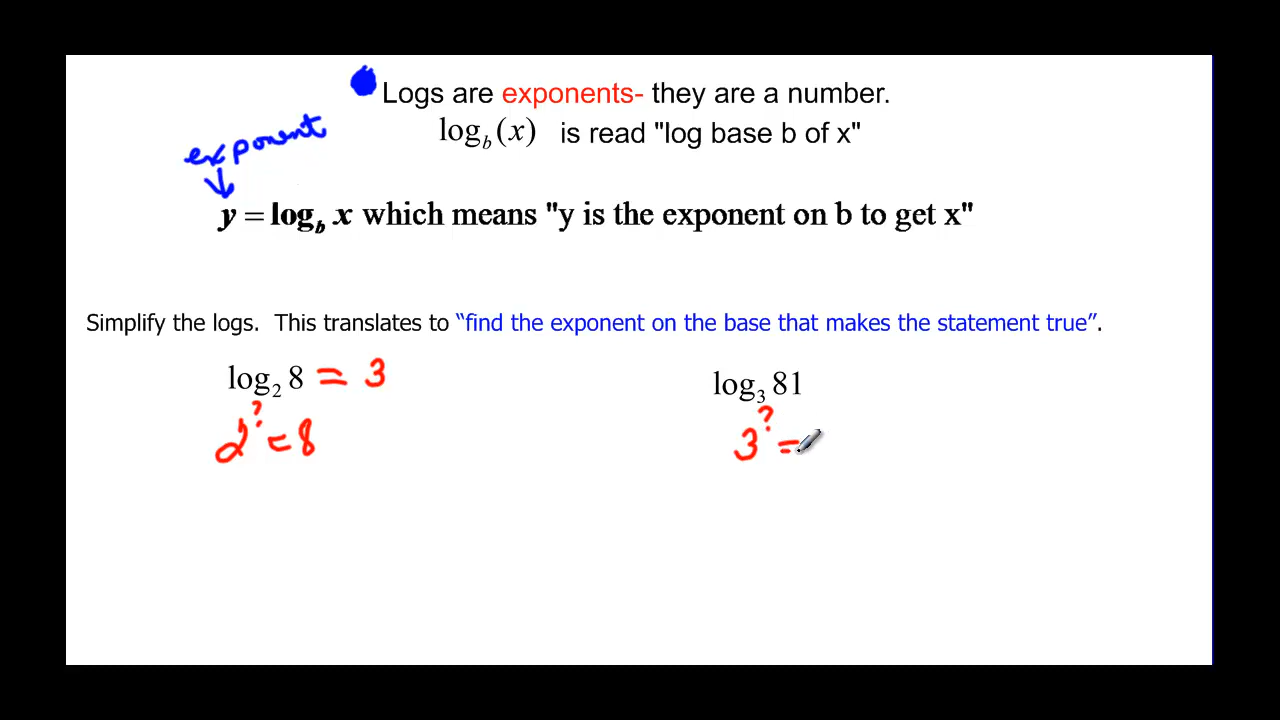 Logs are exponents- they are a number.
log_b(x) is read "log base b of x"
exponent
y = log_b x which means "y is the exponent on b to get x"
Simplify the logs. This translates to “find the exponent on the base that makes the statement true”.
log₂ 8 = 3
log₃ 81
2^? = 8
3^? =